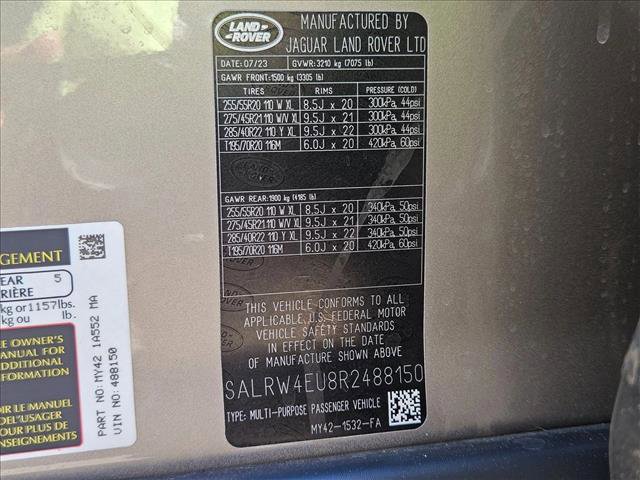 LAND ROVER
MANUFACTURED BY
JAGUAR LAND ROVER LTD
DATE: 07/23 GVWR: 3210 kg (7075 lb)
GAWR FRONT: 1500 kg (3305 lb)
TIRES RIMS PRESSURE (COLD)
255/55R20 110 W XL 8.5J x 20 300kPa, 44psi
275/45R21 110 W/V XL 9.5J x 21 300kPa, 44psi
285/40R22 110 Y XL 9.5J x 22 300kPa, 44psi
T195/70R20 116M 6.0J x 20 420kPa, 60psi
GAWR REAR: 1900 kg (4185 lb)
255/55R20 110 W XL 8.5J x 20 340kPa, 50psi
275/45R21 110 W/V XL 9.5J x 21 340kPa, 50psi
285/40R22 110 Y XL 9.5J x 22 340kPa, 50psi
T195/70R20 116M 6.0J x 20 420kPa, 60psi
THIS VEHICLE CONFORMS TO ALL
APPLICABLE U.S. FEDERAL MOTOR
VEHICLE SAFETY STANDARDS
IN EFFECT ON THE DATE
OF MANUFACTURE SHOWN ABOVE
SALRW4EU8R2488150
TYPE: MULTI-PURPOSE PASSENGER VEHICLE
MY42-1532-FA
GEMENT
EAR 5
RIÈRE
kg or 1157lbs.
kg ou lb.
E OWNER'S
MANUAL FOR
ADDITIONAL
FORMATION
IR LE MANUEL
L'USAGER
POUR PLUS DE
NSEIGNEMENTS
PART NO: MY42 1A552 MA
VIN: 488150